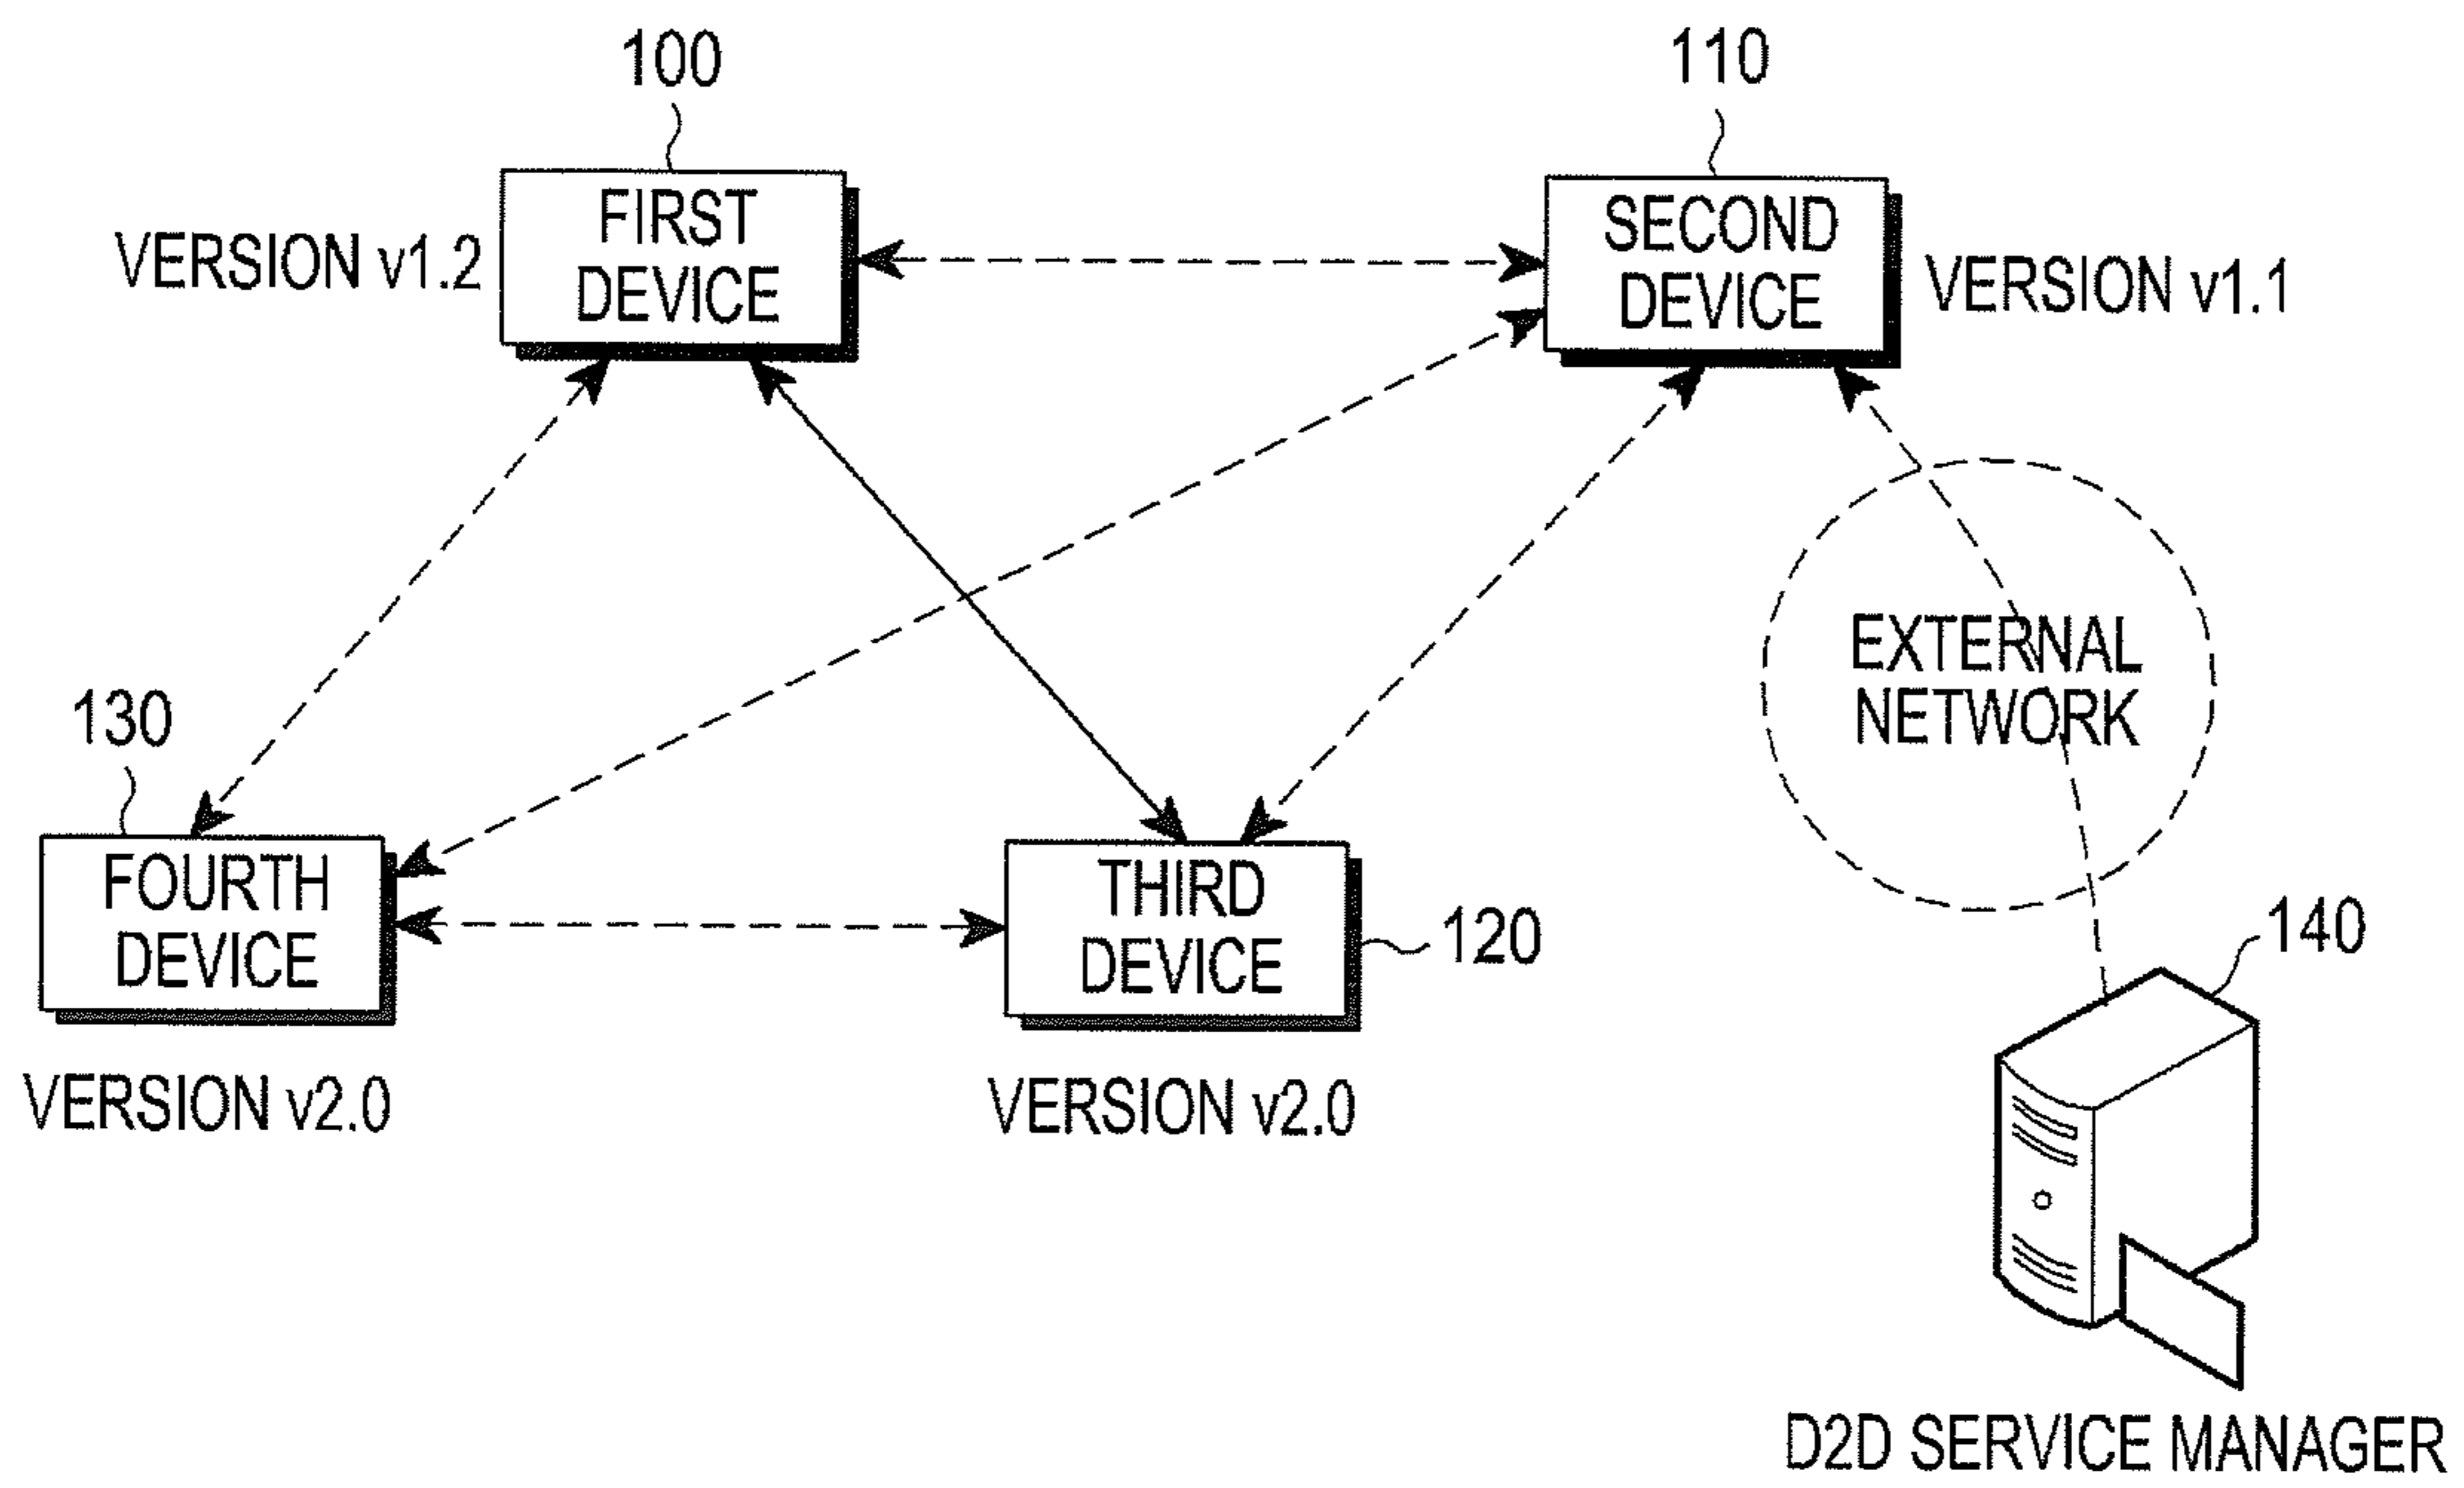 100
110
FIRST
DEVICE
VERSION v1.2
SECOND
DEVICE
VERSION v1.1
EXTERNAL
NETWORK
130
FOURTH
DEVICE
VERSION v2.0
THIRD
DEVICE
120
VERSION v2.0
140
D2D SERVICE MANAGER